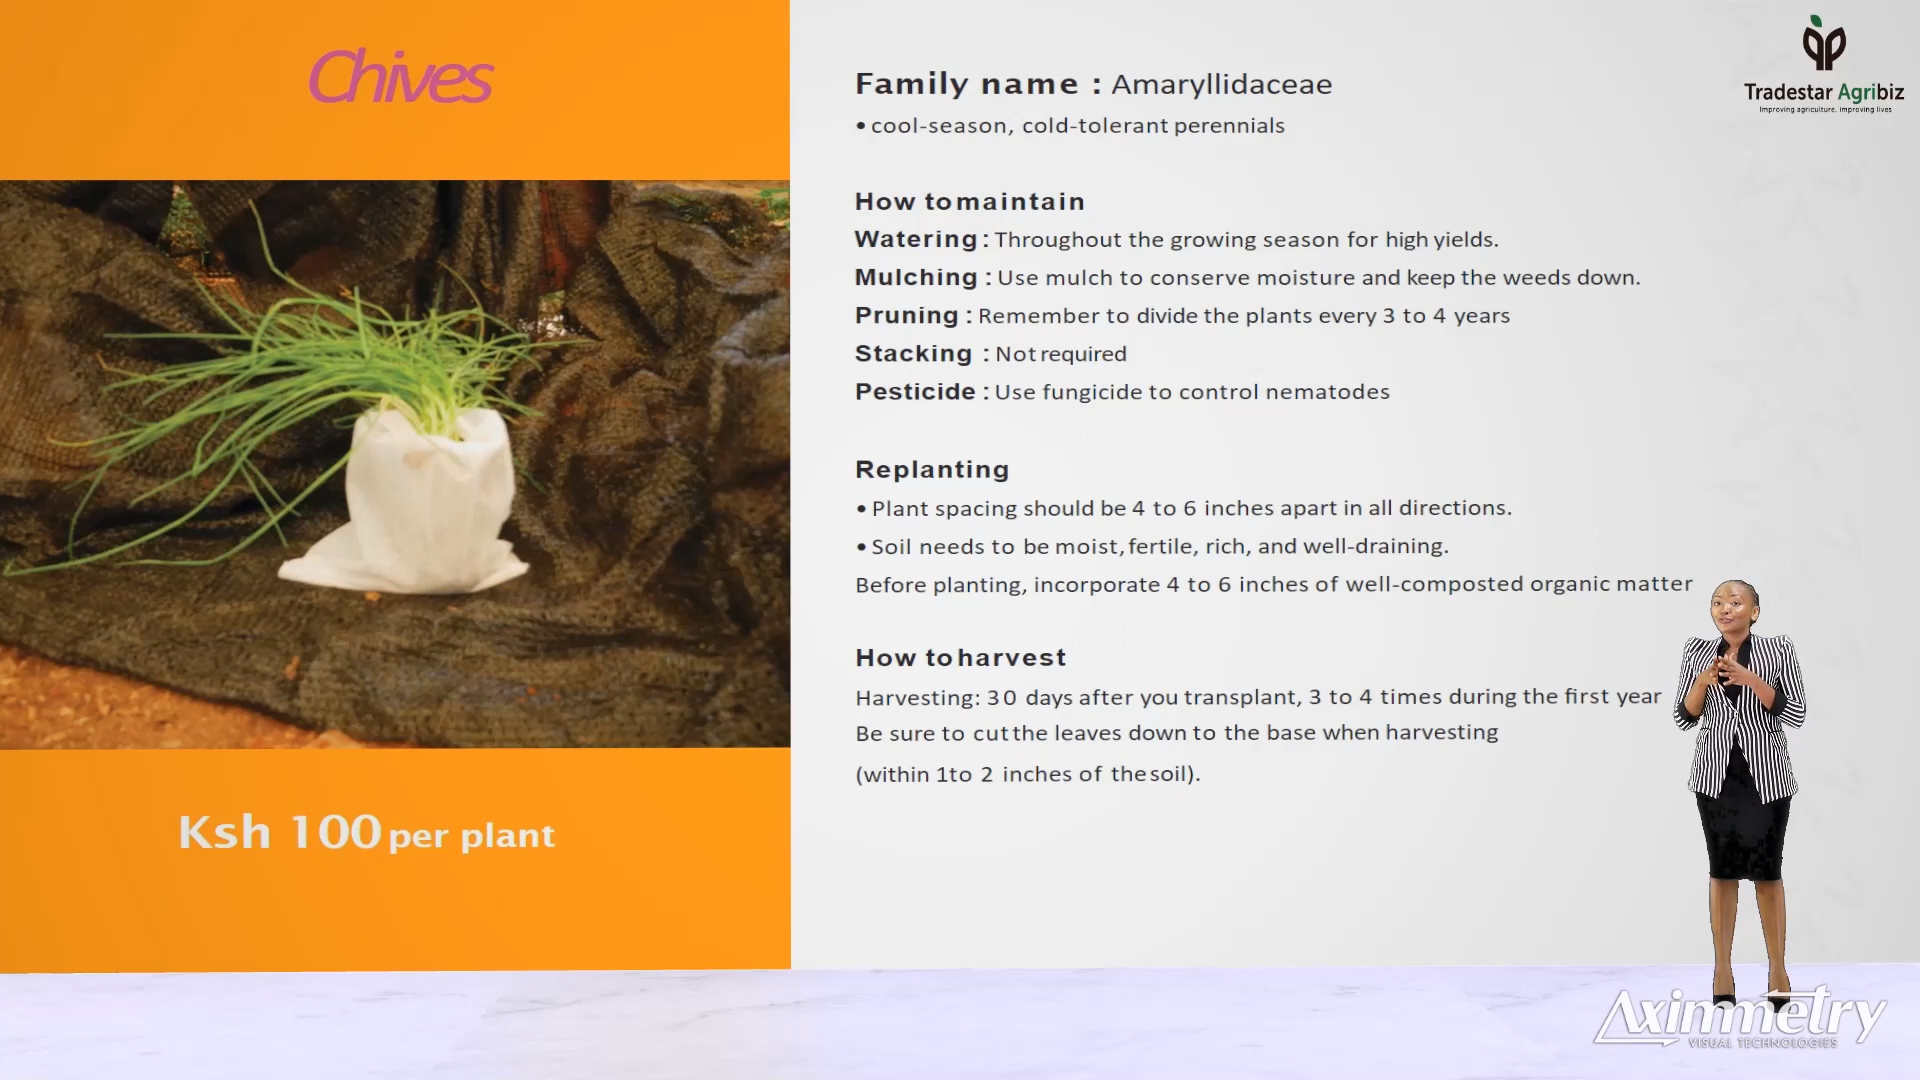 Chives
Ksh 100 per plant
Family name : Amaryllidaceae
• cool-season, cold-tolerant perennials
How to maintain
Watering : Throughout the growing season for high yields.
Mulching : Use mulch to conserve moisture and keep the weeds down.
Pruning : Remember to divide the plants every 3 to 4 years
Stacking : Not required
Pesticide : Use fungicide to control nematodes
Replanting
• Plant spacing should be 4 to 6 inches apart in all directions.
• Soil needs to be moist, fertile, rich, and well-draining.
Before planting, incorporate 4 to 6 inches of well-composted organic matter
How to harvest
Harvesting: 30 days after you transplant, 3 to 4 times during the first year
Be sure to cut the leaves down to the base when harvesting
(within 1to 2 inches of the soil).
Tradestar Agribiz
Improving agriculture, improving lives
Aximmetry
VISUAL TECHNOLOGIES